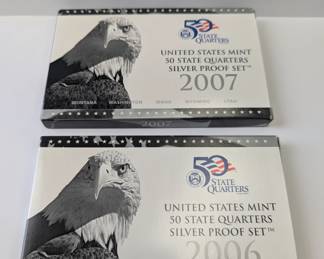 50
STATE
QUARTERS
UNITED STATES MINT
50 STATE QUARTERS
SILVER PROOF SET™
2007
MONTANA WASHINGTON IDAHO WYOMING UTAH
2007
50
STATE
QUARTERS
UNITED STATES MINT
50 STATE QUARTERS
SILVER PROOF SET™
2006